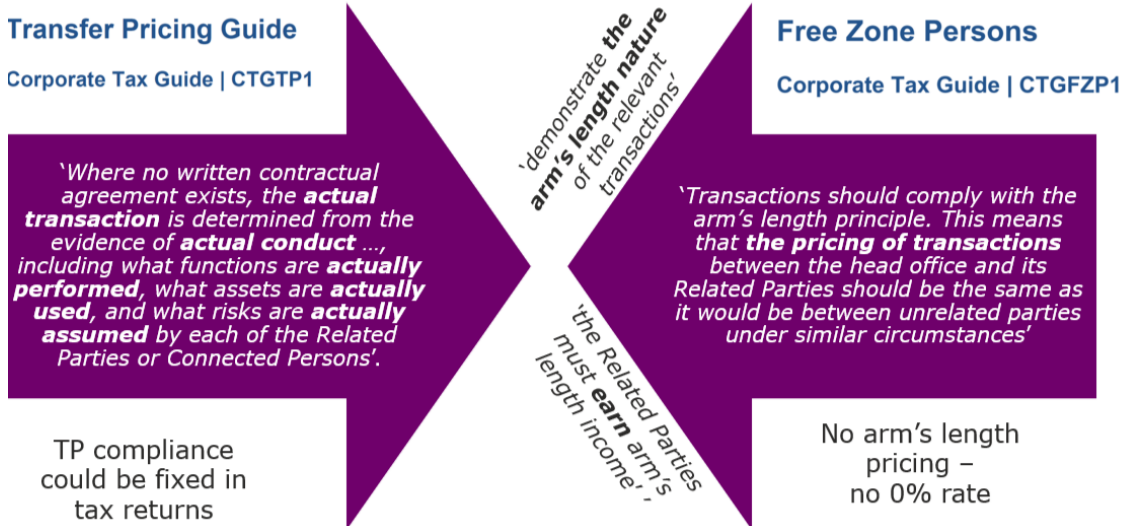 Transfer Pricing Guide
Corporate Tax Guide | CTGTP1
‘Where no written contractual
agreement exists, the actual
transaction is determined from the
evidence of actual conduct …,
including what functions are actually
performed, what assets are actually
used, and what risks are actually
assumed by each of the Related
Parties or Connected Persons’.
TP compliance
could be fixed in
tax returns
‘demonstrate the
arm’s length nature
of the relevant
transactions’
‘the Related Parties
must earn arm’s
length income’ ’
Free Zone Persons
Corporate Tax Guide | CTGFZP1
‘Transactions should comply with the
arm’s length principle. This means
that the pricing of transactions
between the head office and its
Related Parties should be the same as
it would be between unrelated parties
under similar circumstances’
No arm’s length
pricing –
no 0% rate